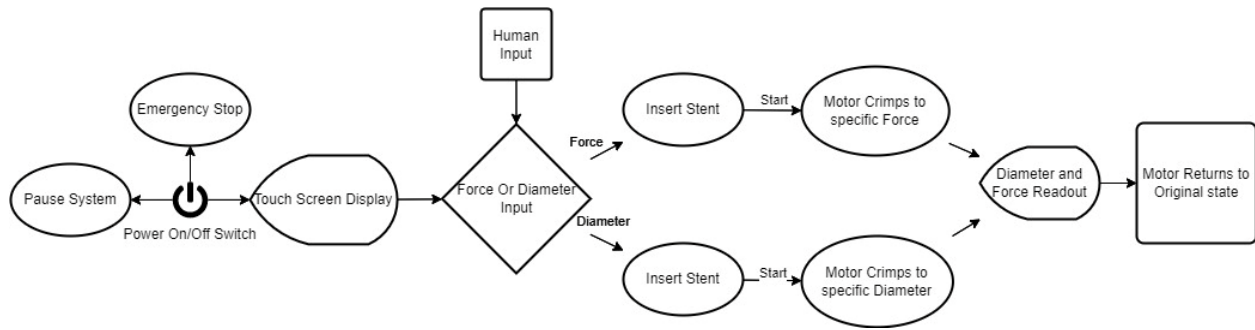 Emergency Stop
Pause System
Power On/Off Switch
Touch Screen Display
Human
Input
Force Or Diameter
Input
Force
Diameter
Insert Stent
Start
Motor Crimps to
specific Force
Insert Stent
Start
Motor Crimps to
specific Diameter
Diameter and
Force Readout
Motor Returns to
Original state